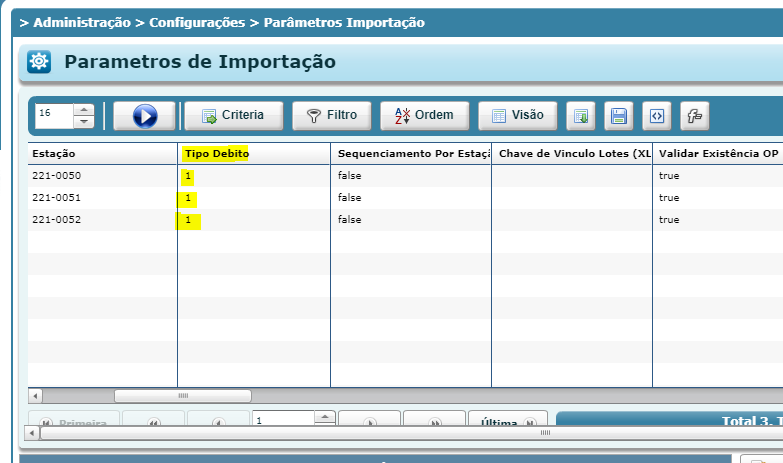 > Administração > Configurações > Parâmetros Importação
Parametros de Importação
16 Criteria Filtro Ordem Visão
Estação Tipo Debito Sequenciamento Por Estaçã Chave de Vinculo Lotes (XL Validar Existência OP
221-0050 1 false true
221-0051 1 false true
221-0052 1 false true
Primeira 1 Última Total 3, T